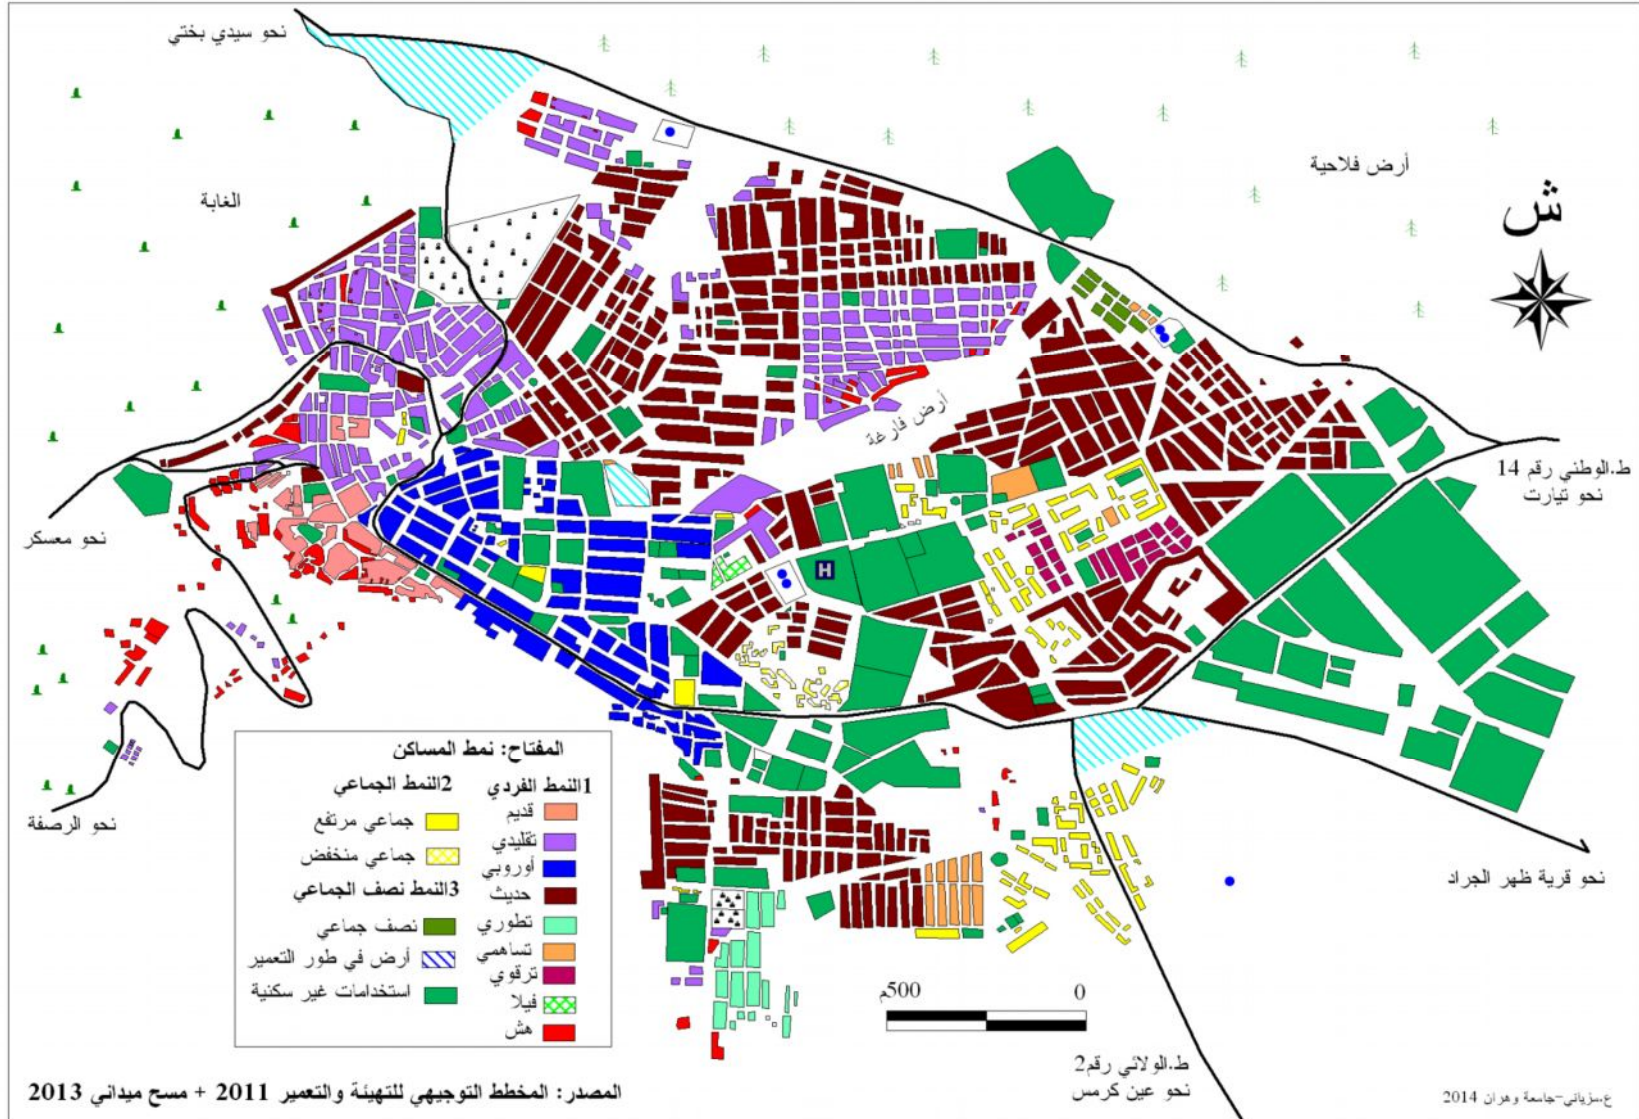 نحو سيدي بختي
أرض فلاحية
الغابة
ش
أرض فارغة
ط.الوطني رقم 14
نحو تيارت
نحو معسكر
H
نحو الرصفة
نحو قرية ظهر الجراد
المفتاح: نمط المساكن
1النمط الفردي
قديم
تقليدي
أوروبي
حديث
تطوري
تساهمي
ترقوي
فيلا
هش
2النمط الجماعي
جماعي مرتفع
جماعي منخفض
3النمط نصف الجماعي
نصف جماعي
أرض في طور التعمير
استخدامات غير سكنية
500م 0
ط.الولائي رقم2
نحو عين كرمس
المصدر: المخطط التوجيهي للتهيئة والتعمير 2011 + مسح ميداني 2013
ع.مزياني-جامعة وهران 2014